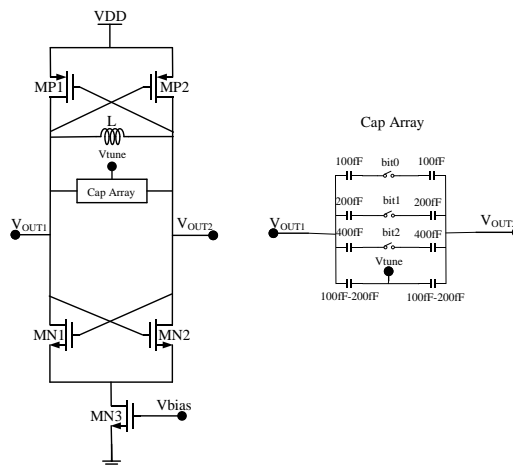 VDD
MP1
MP2
L
Vtune
Cap Array
VOUT1
VOUT2
MN1
MN2
MN3
Vbias
Cap Array
100fF
bit0
100fF
200fF
bit1
200fF
VOUT1
VOUT2
400fF
bit2
400fF
Vtune
100fF-200fF
100fF-200fF